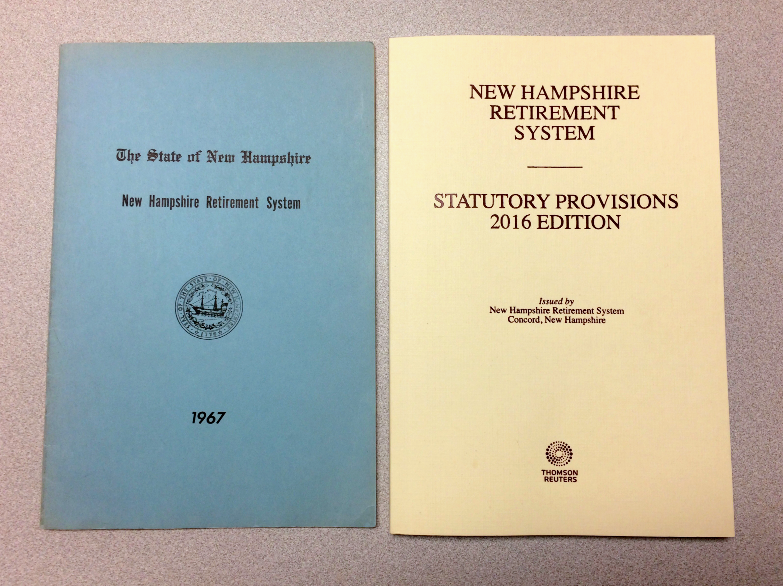 The State of New Hampshire
New Hampshire Retirement System
1967
NEW HAMPSHIRE
RETIREMENT
SYSTEM
STATUTORY PROVISIONS
2016 EDITION
Issued by
New Hampshire Retirement System
Concord, New Hampshire
THOMSON
REUTERS